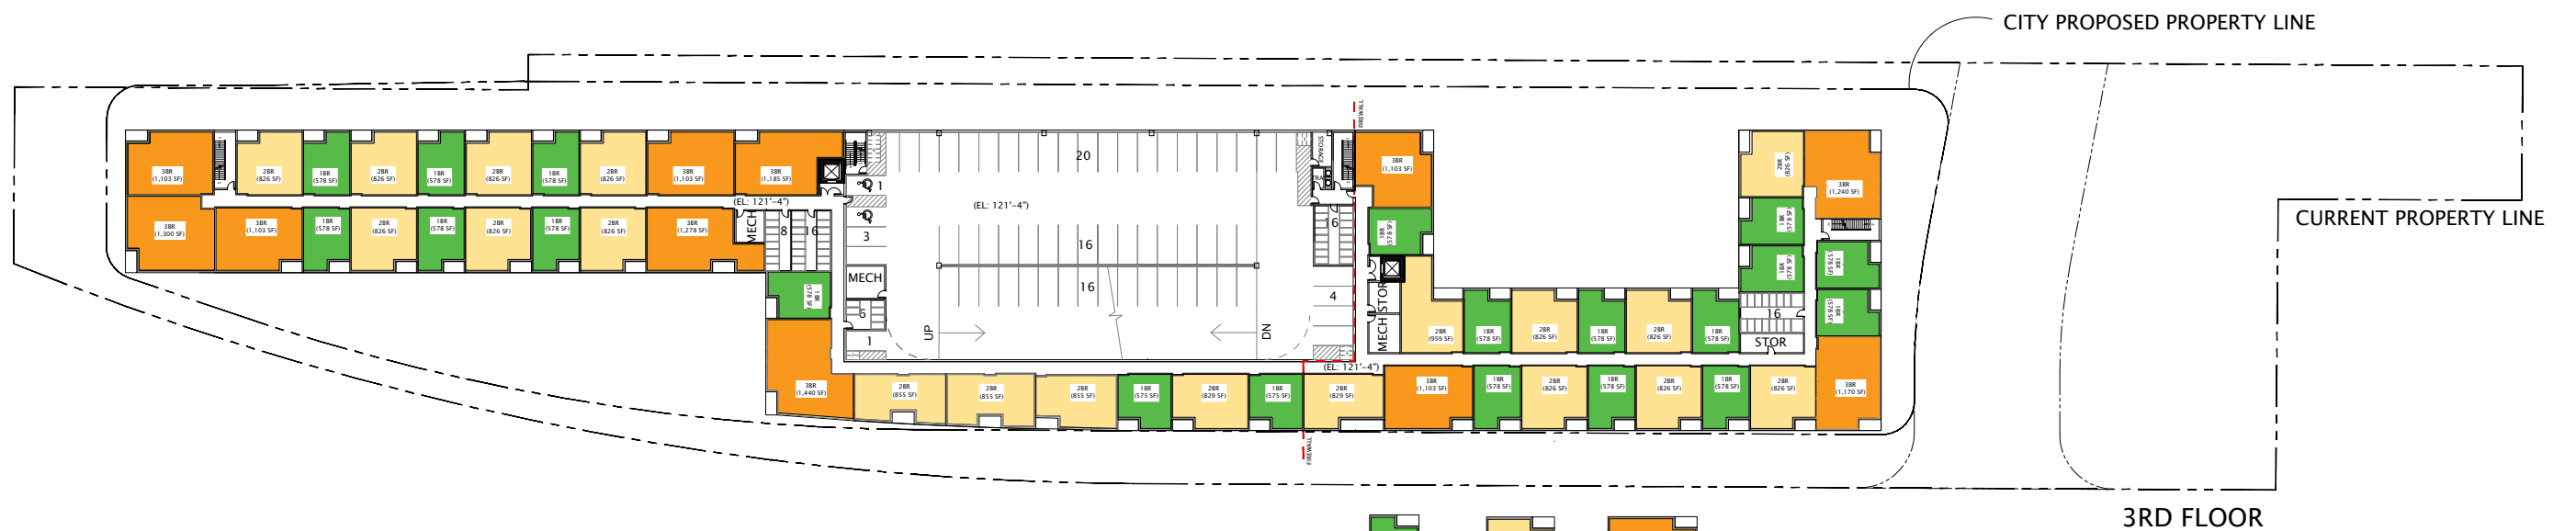 CITY PROPOSED PROPERTY LINE
FIREWALL
3BR
(1,103 SF)
2BR
(826 SF)
1BR
(578 SF)
2BR
(826 SF)
1BR
(578 SF)
2BR
(826 SF)
1BR
(578 SF)
2BR
(826 SF)
3BR
(1,103 SF)
3BR
(1,185 SF)
20
STORAGE
3BR
(1,103 SF)
2BR
(826 SF)
3BR
(1,240 SF)
1
(EL: 121'-4")
(EL: 121'-4")
3BR
(1,300 SF)
3BR
(1,103 SF)
1BR
(578 SF)
2BR
(826 SF)
1BR
(578 SF)
2BR
(826 SF)
1BR
(578 SF)
2BR
(826 SF)
3BR
(1,278 SF)
MECH
8
16
3
16
16
1BR
(578 SF)
1BR
(578 SF)
CURRENT PROPERTY LINE
MECH
16
1BR
(578 SF)
1BR
(578 SF)
1BR
(578 SF)
6
4
STOR
1BR
(578 SF)
16
1
UP
DN
MECH
2BR
(959 SF)
1BR
(578 SF)
2BR
(826 SF)
1BR
(578 SF)
2BR
(826 SF)
1BR
(578 SF)
STOR
(EL: 121'-4")
3BR
(1,440 SF)
2BR
(855 SF)
2BR
(855 SF)
2BR
(855 SF)
1BR
(575 SF)
2BR
(829 SF)
1BR
(575 SF)
2BR
(829 SF)
3BR
(1,103 SF)
1BR
(578 SF)
2BR
(826 SF)
1BR
(578 SF)
2BR
(826 SF)
1BR
(578 SF)
2BR
(826 SF)
3BR
(1,170 SF)
FIREWALL
3RD FLOOR